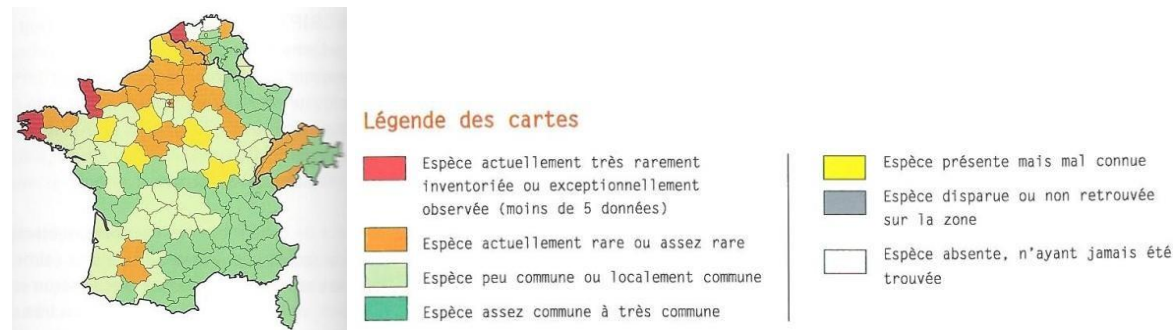 Légende des cartes
Espèce actuellement très rarement
inventoriée ou exceptionnellement
observée (moins de 5 données)
Espèce actuellement rare ou assez rare
Espèce peu commune ou localement commune
Espèce assez commune à très commune
Espèce présente mais mal connue
Espèce disparue ou non retrouvée
sur la zone
Espèce absente, n'ayant jamais été
trouvée